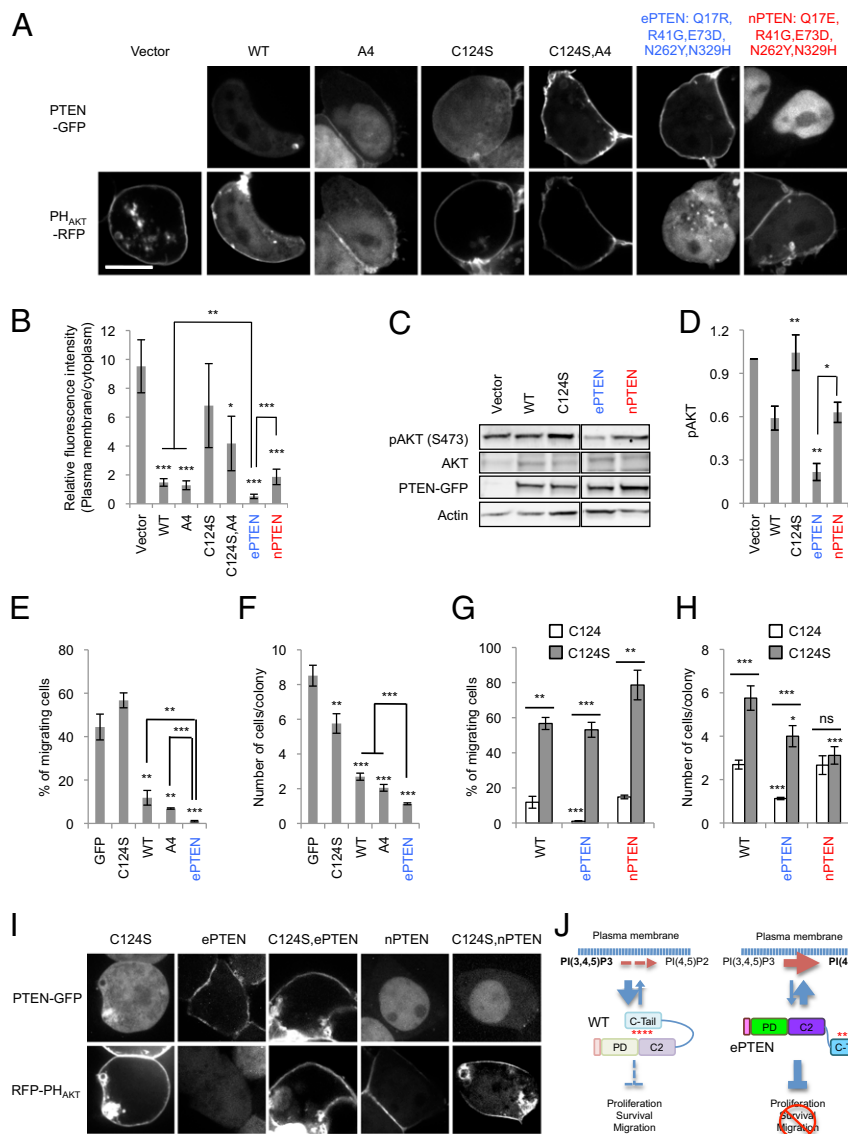 A
Vector
WT
A4
C124S
C124S,A4
ePTEN: Q17R,
R41G,E73D,
N262Y,N329H
nPTEN: Q17E,
R41G,E73D,
N262Y,N329H
PTEN
-GFP
PHAKT
-RFP
B
Relative fluorescence intensity
(Plasma membrane/cytoplasm)
12
10
8
6
4
2
0
**
***
***
*
***
***
***
Vector
WT
A4
C124S
C124S,A4
ePTEN
nPTEN
C
Vector
WT
C124S
ePTEN
nPTEN
pAKT (S473)
AKT
PTEN-GFP
Actin
D
pAKT
1.2
0.9
0.6
0.3
0
**
*
**
Vector
WT
C124S
ePTEN
nPTEN
E
% of migrating cells
80
60
40
20
0
**
***
**
**
***
GFP
C124S
WT
A4
ePTEN
F
Number of cells/colony
10
8
6
4
2
0
**
***
***
***
***
GFP
C124S
WT
A4
ePTEN
G
C124
C124S
% of migrating cells
100
80
60
40
20
0
**
***
**
***
WT
ePTEN
nPTEN
H
C124
C124S
Number of cells/colony
8
6
4
2
0
***
***
*
***
ns
***
WT
ePTEN
nPTEN
I
C124S
ePTEN
C124S,ePTEN
nPTEN
C124S,nPTEN
PTEN-GFP
RFP-PHAKT
J
Plasma membrane
PI(3,4,5)P3
PI(4,5)P2
WT
C-Tail
****
PD
C2
Proliferation
Survival
Migration
Plasma membrane
PI(3,4,5)P3
PI(4
PD
C2
**
ePTEN
C-T
Proliferation
Survival
Migration